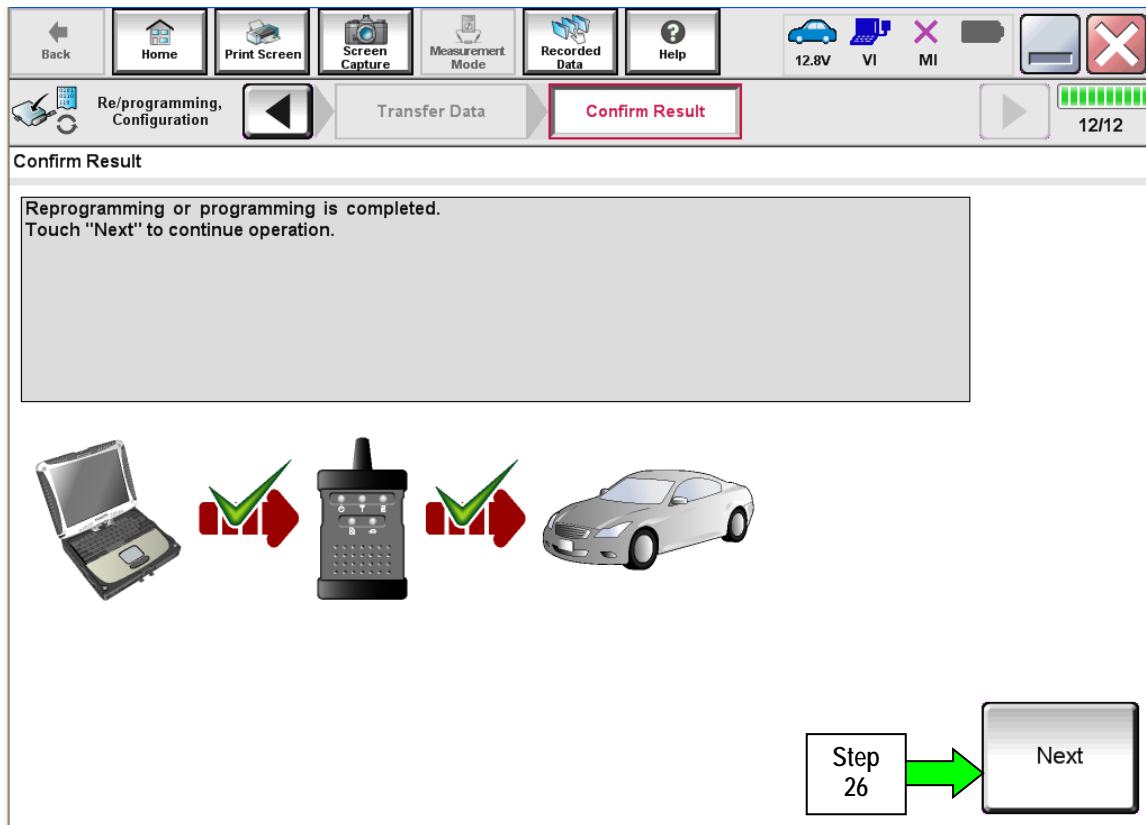 Back
Home
Print Screen
Screen
Capture
Measurement
Mode
Recorded
Data
Help
12.8V
VI
MI
Re/programming,
Configuration
Transfer Data
Confirm Result
12/12
Confirm Result
Reprogramming or programming is completed.
Touch "Next" to continue operation.
Step
26
Next